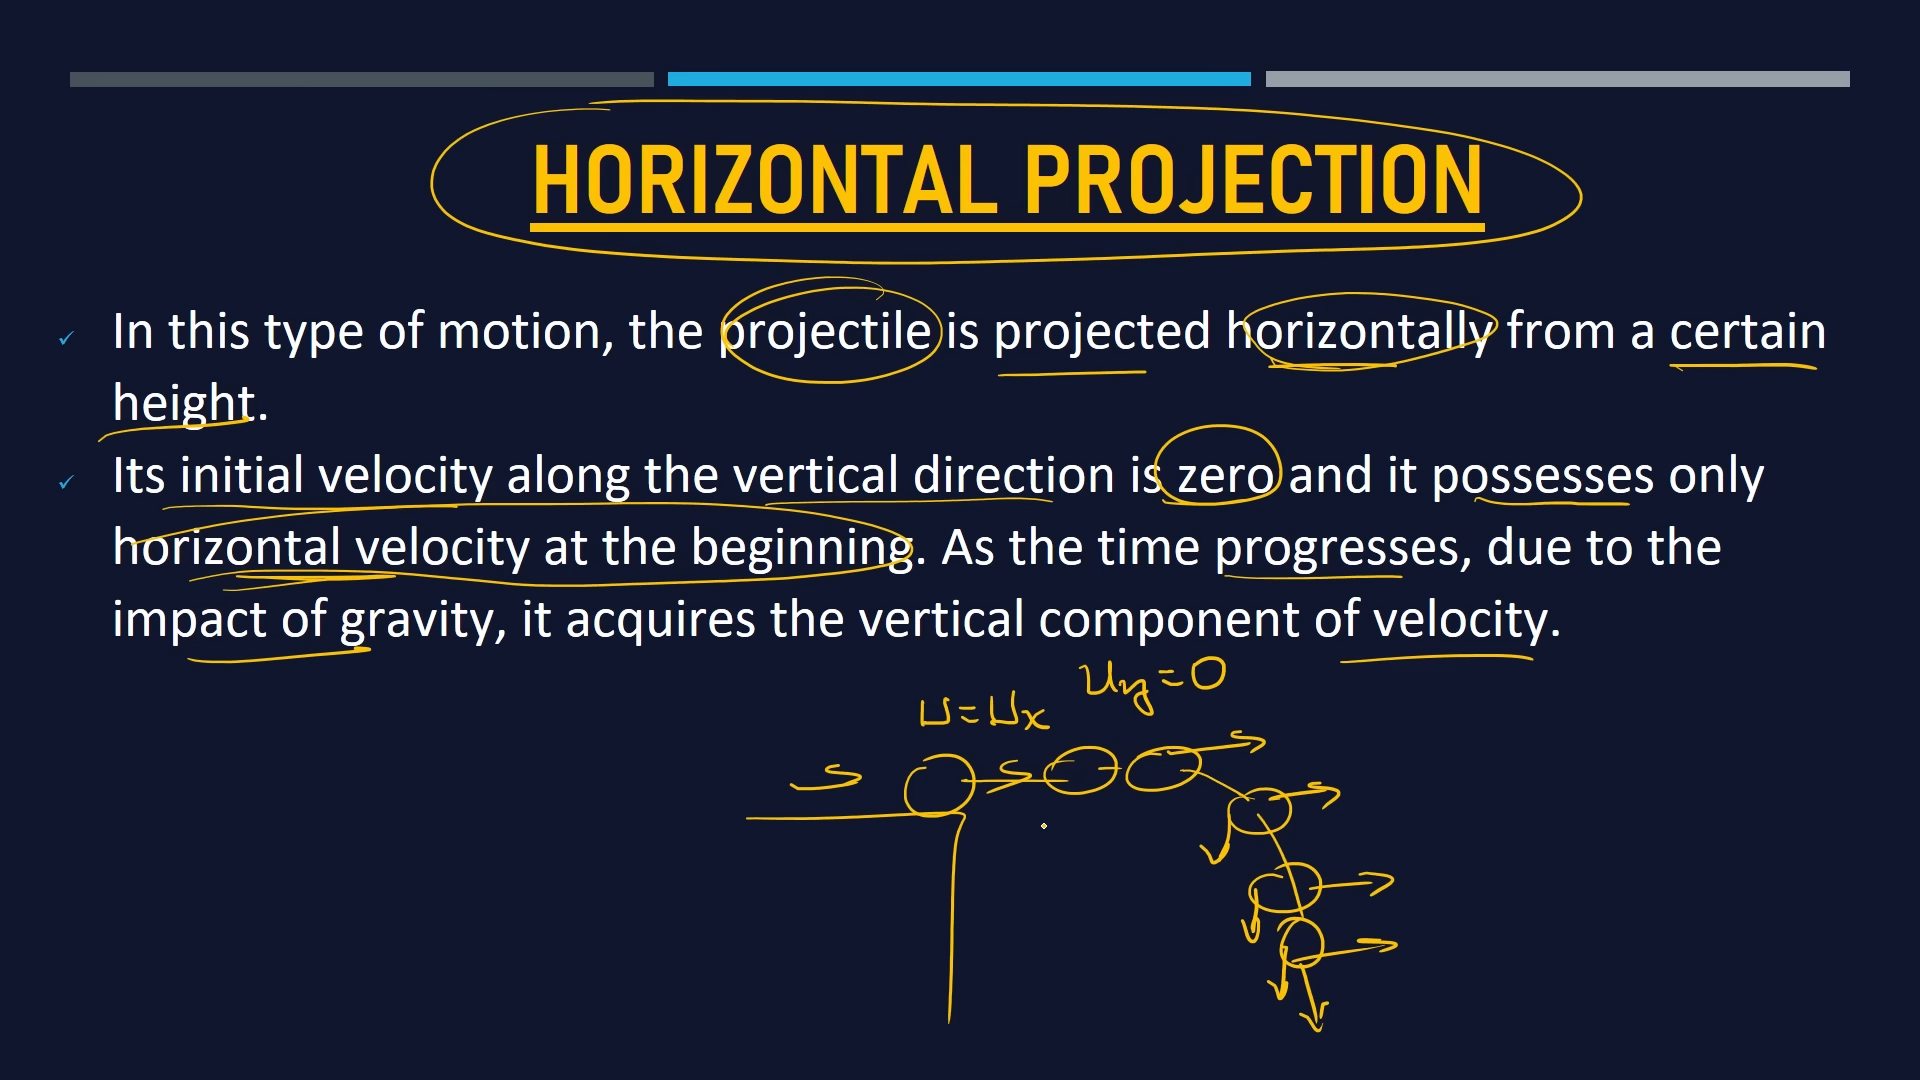 HORIZONTAL PROJECTION
✓ In this type of motion, the projectile is projected horizontally from a certain
height.
✓ Its initial velocity along the vertical direction is zero and it possesses only
horizontal velocity at the beginning. As the time progresses, due to the
impact of gravity, it acquires the vertical component of velocity.
Uy = 0
U = Ux